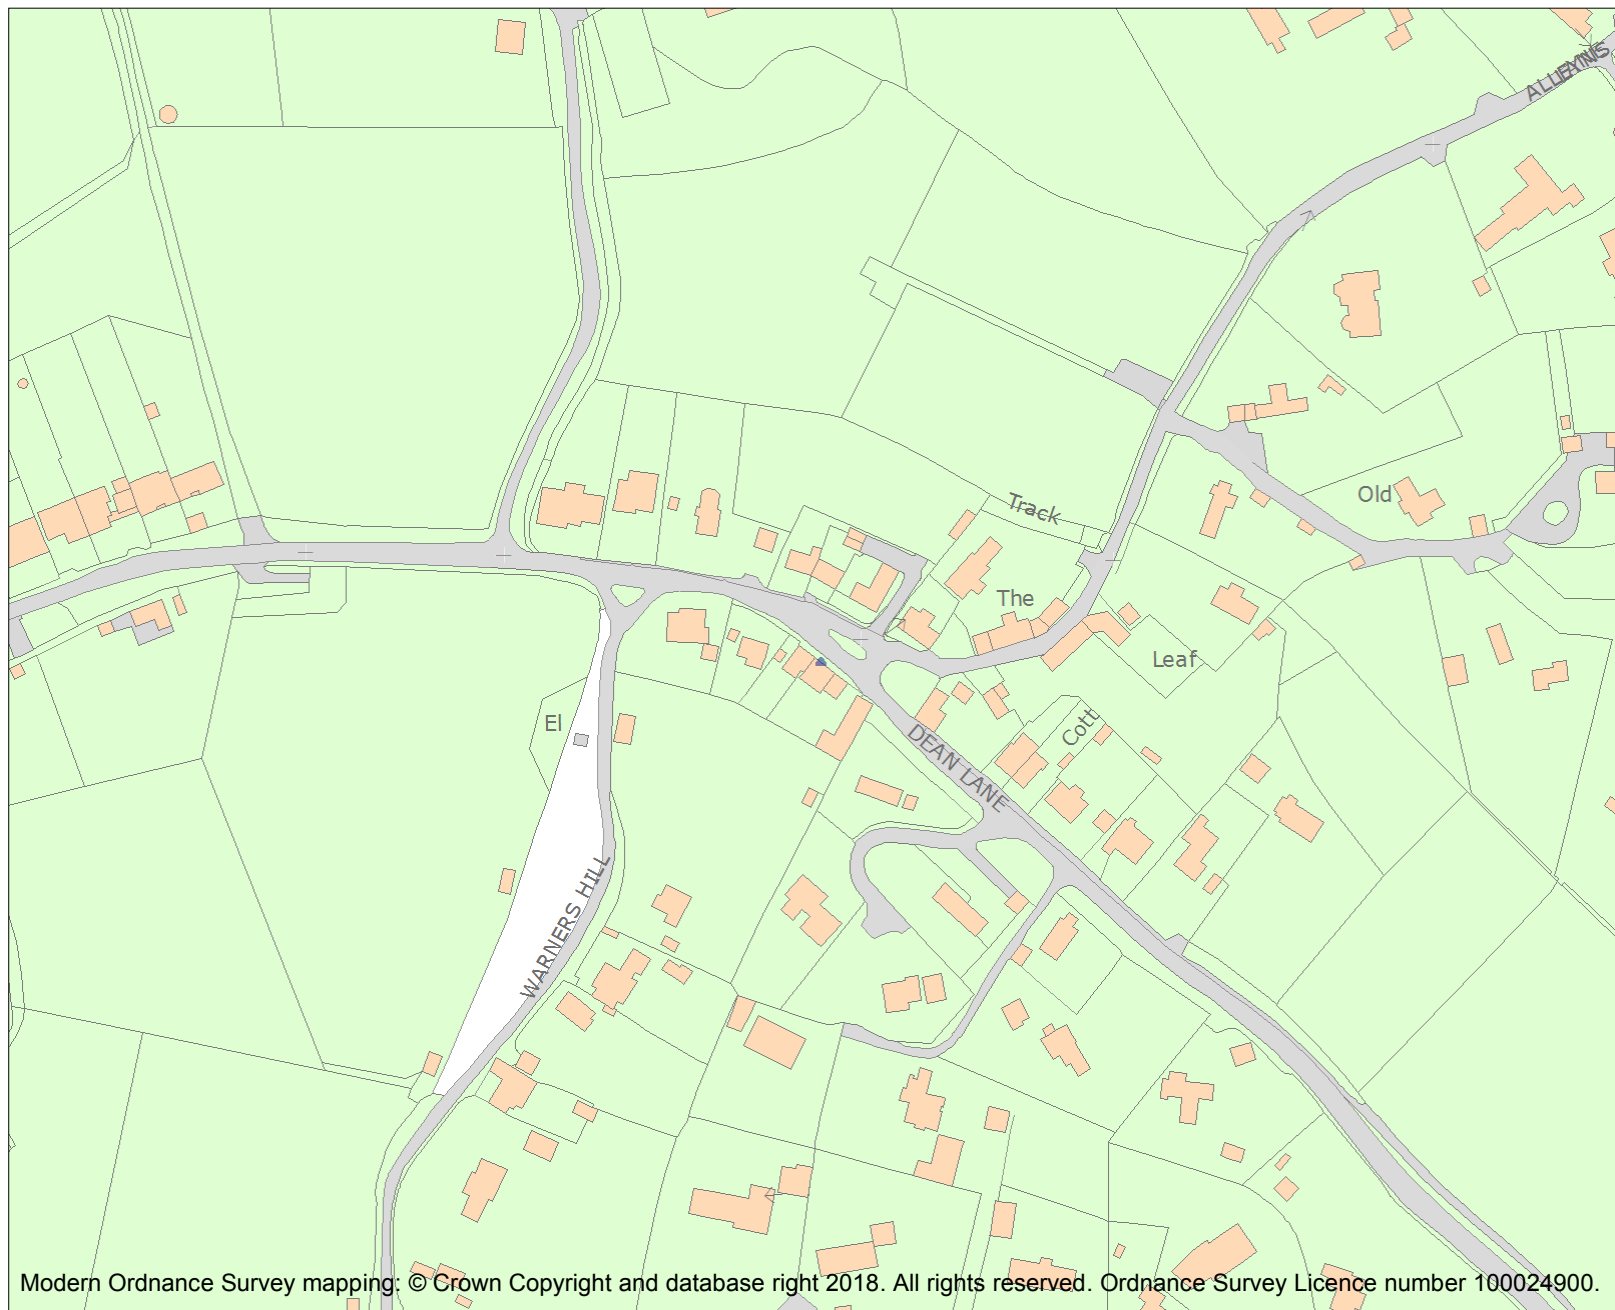 ALLEYNS
Track
Old
The
Leaf
El
Cott
DEAN LANE
WARNERS HILL
Modern Ordnance Survey mapping: © Crown Copyright and database right 2018. All rights reserved. Ordnance Survey Licence number 100024900.